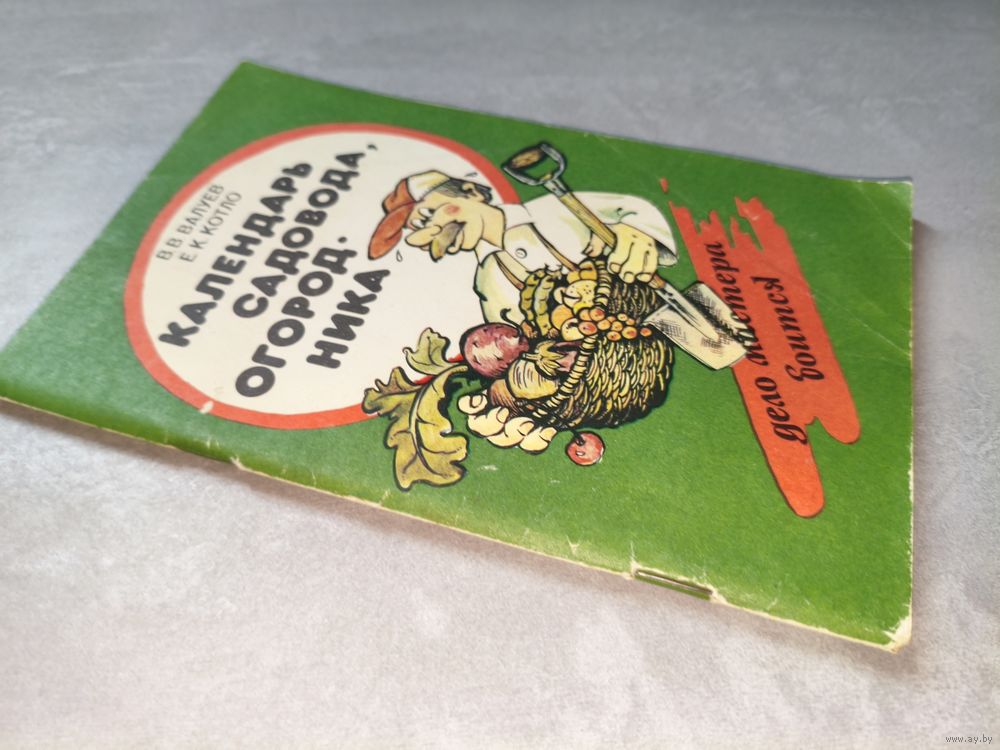 В В ВАЛУЕВ
Е К КОТЛО
КАЛЕНДАРЬ
САДОВОДА,
ОГОРОД.
НИКА
дело мастера
боится
www.ay.by